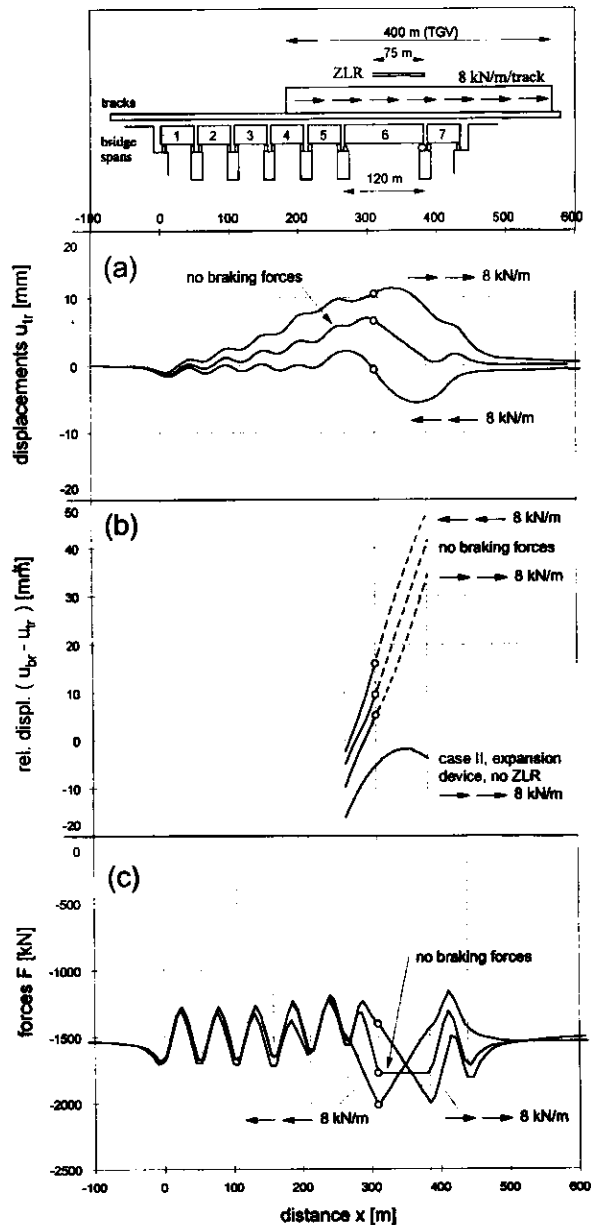 400 m (TGV)
75 m
ZLR
8 kN/m/track
tracks
bridge
spans
1 2 3 4 5 6 7
120 m
-100 0 100 200 300 400 500 600
(a)
displacements u_tr [mm]
20
10
0
-10
-20
no braking forces
8 kN/m
8 kN/m
(b)
rel. displ. ( u_br - u_tr ) [mm]
50
40
30
20
10
0
-10
-20
8 kN/m
no braking forces
8 kN/m
case II, expansion
device, no ZLR
8 kN/m
(c)
forces F [kN]
0
-500
-1000
-1500
-2000
-2500
no braking forces
8 kN/m
8 kN/m
-100 0 100 200 300 400 500 600
distance x [m]